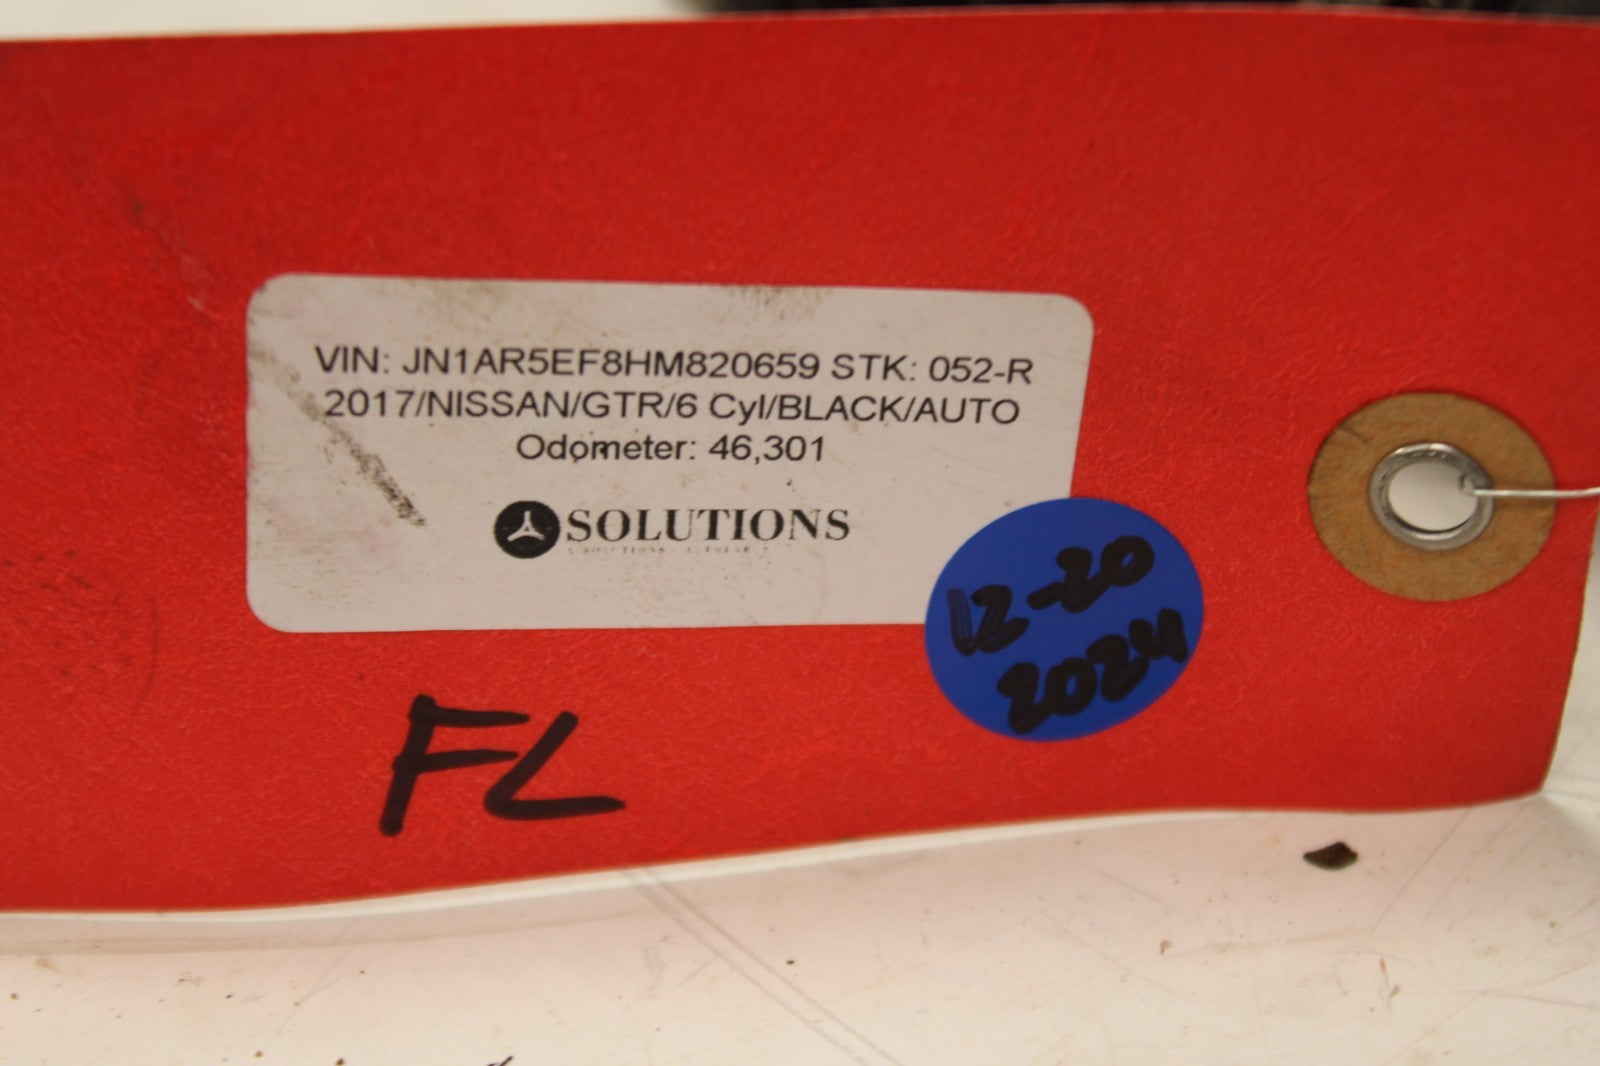 VIN: JN1AR5EF8HM820659 STK: 052-R
2017/NISSAN/GTR/6 Cyl/BLACK/AUTO
Odometer: 46,301
SOLUTIONS
12-20
2024
FL